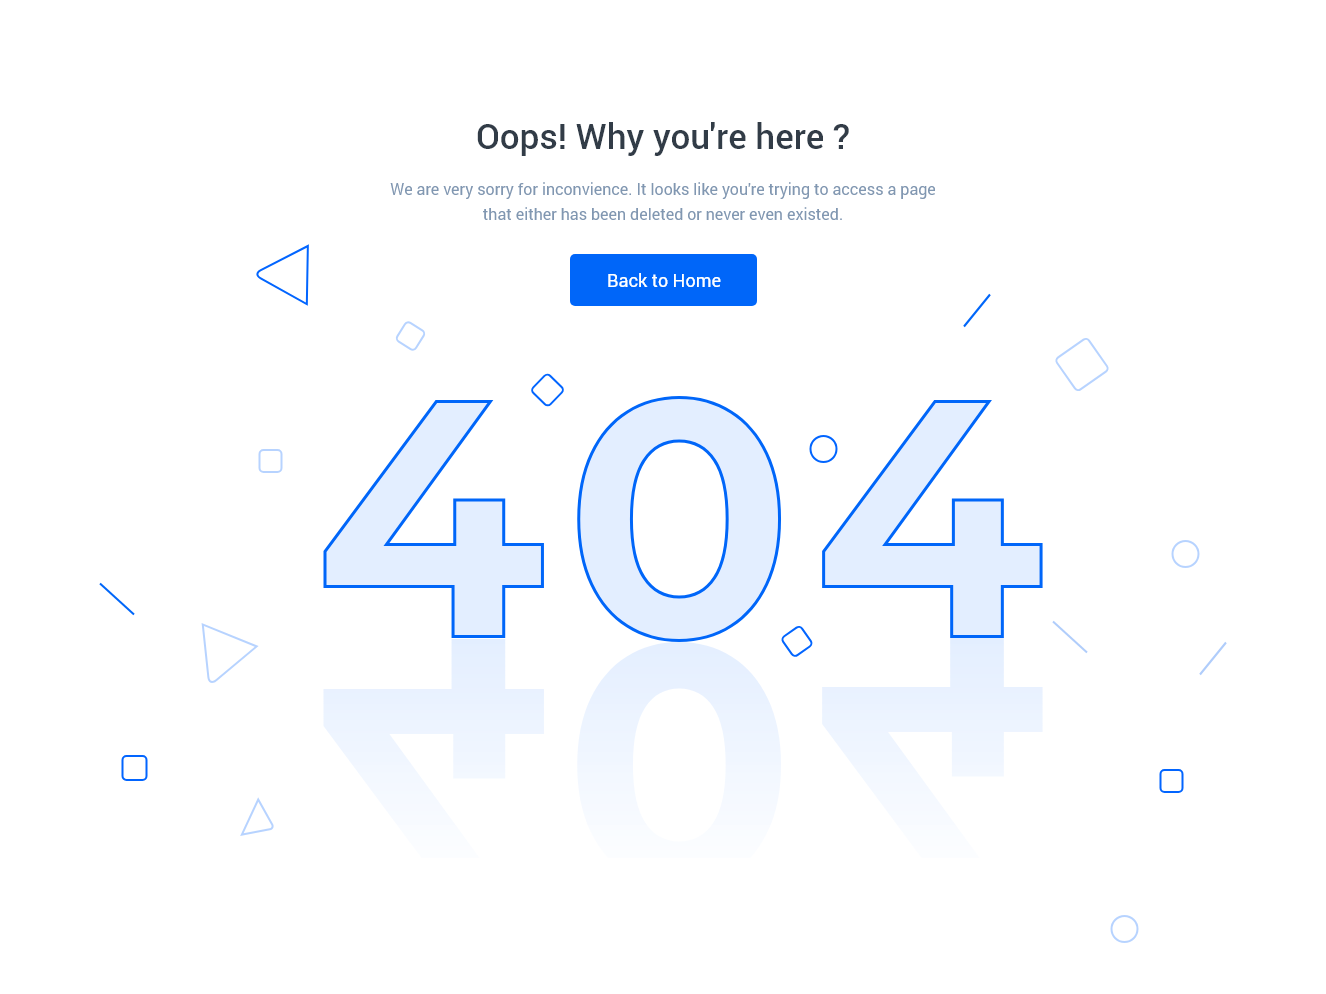 Oops! Why you're here ?
We are very sorry for inconvience. It looks like you're trying to access a page
that either has been deleted or never even existed.
Back to Home
404